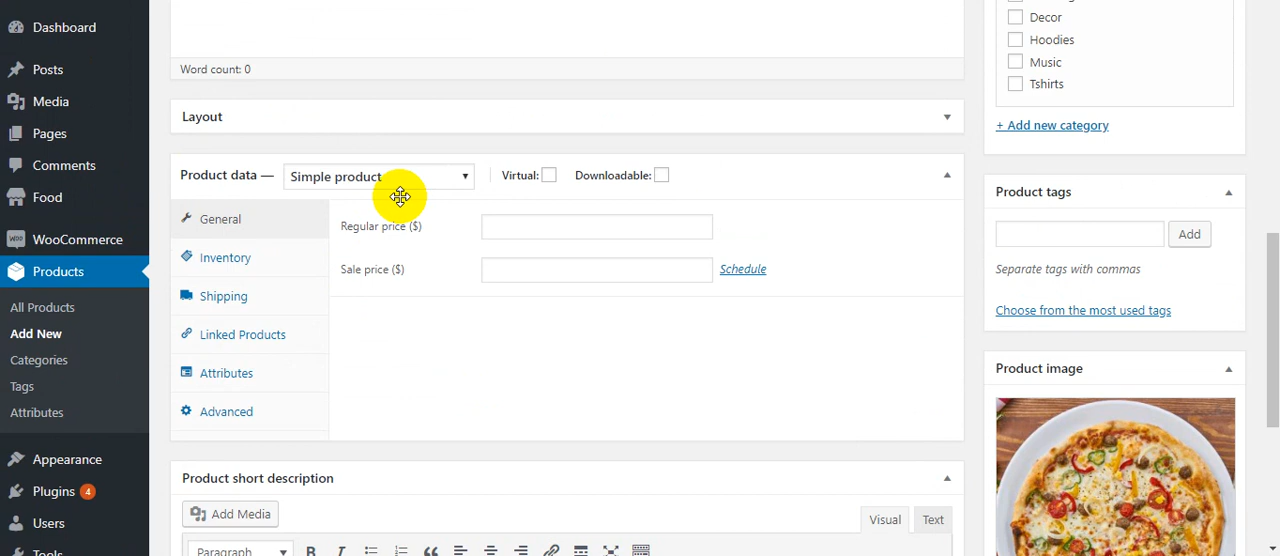 Dashboard
Posts
Media
Pages
Comments
Food
WOO WooCommerce
Products
All Products
Add New
Categories
Tags
Attributes
Appearance
Plugins 4
Users
Tools
Word count: 0
Layout
Product data — Simple product Virtual: Downloadable:
General
Inventory
Shipping
Linked Products
Attributes
Advanced
Regular price ($)
Sale price ($) Schedule
Product short description
Add Media
Visual Text
Paragraph
Decor
Hoodies
Music
Tshirts
+ Add new category
Product tags
Add
Separate tags with commas
Choose from the most used tags
Product image